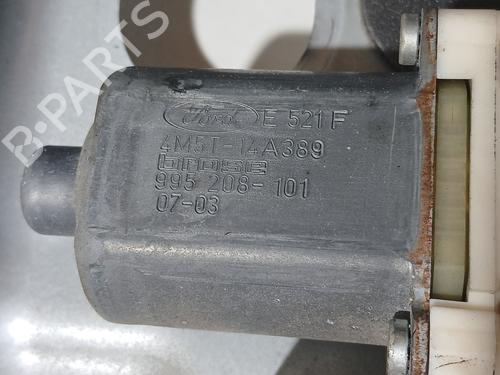 Ford E 521 F
4M5T-14A389
brose
995 208-101
07-03
B-PARTS